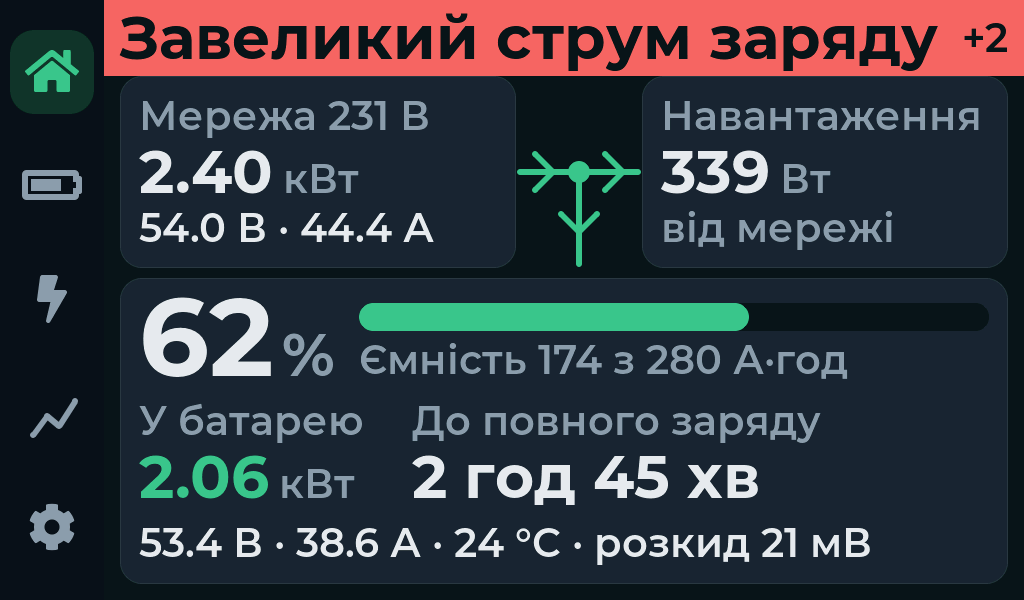 Завеликий струм заряду +2
Мережа 231 В
2.40 кВт
54.0 В · 44.4 А
Навантаження
339 Вт
від мережі
62 %
Ємність 174 з 280 А·год
У батарею
2.06 кВт
До повного заряду
2 год 45 хв
53.4 В · 38.6 А · 24 °C · розкид 21 мВ